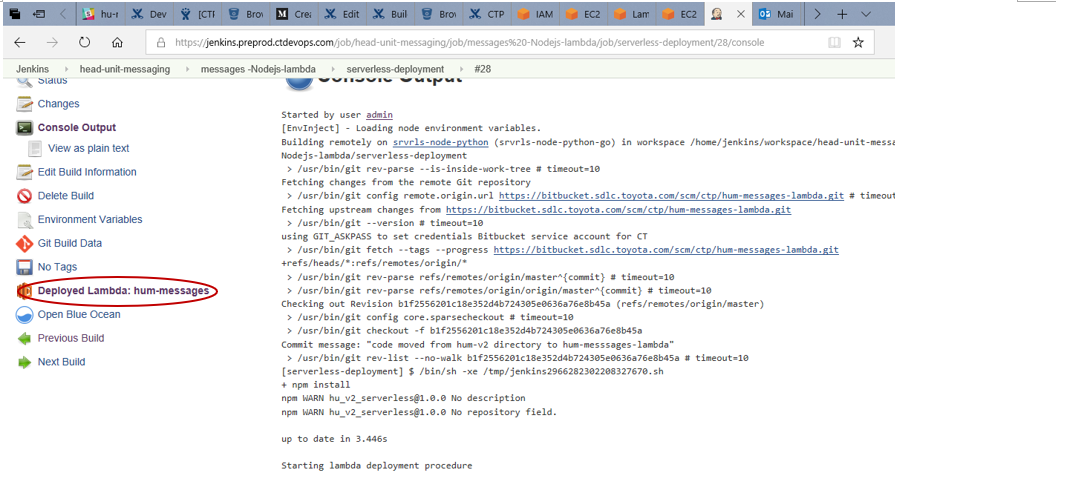 hu-r
Dev
[CTI
Brov
Crea
Edit
Buil
Brov
CTP
IAM
EC2
Lam
EC2
Mai
https://jenkins.preprod.ctdevops.com/job/head-unit-messaging/job/messages%20-Nodejs-lambda/job/serverless-deployment/28/console
Jenkins
head-unit-messaging
messages -Nodejs-lambda
serverless-deployment
#28
Status
Changes
Console Output
View as plain text
Edit Build Information
Delete Build
Environment Variables
Git Build Data
No Tags
Deployed Lambda: hum-messages
Open Blue Ocean
Previous Build
Next Build
Console Output
Started by user admin
[EnvInject] - Loading node environment variables.
Building remotely on srvrls-node-python (srvrls-node-python-go) in workspace /home/jenkins/workspace/head-unit-messa
Nodejs-lambda/serverless-deployment
> /usr/bin/git rev-parse --is-inside-work-tree # timeout=10
Fetching changes from the remote Git repository
> /usr/bin/git config remote.origin.url https://bitbucket.sdlc.toyota.com/scm/ctp/hum-messages-lambda.git # timeout
Fetching upstream changes from https://bitbucket.sdlc.toyota.com/scm/ctp/hum-messages-lambda.git
> /usr/bin/git --version # timeout=10
using GIT_ASKPASS to set credentials Bitbucket service account for CT
> /usr/bin/git fetch --tags --progress https://bitbucket.sdlc.toyota.com/scm/ctp/hum-messages-lambda.git
+refs/heads/*:refs/remotes/origin/*
> /usr/bin/git rev-parse refs/remotes/origin/master^{commit} # timeout=10
> /usr/bin/git rev-parse refs/remotes/origin/origin/master^{commit} # timeout=10
Checking out Revision b1f2556201c18e352d4b724305e0636a76e8b45a (refs/remotes/origin/master)
> /usr/bin/git config core.sparsecheckout # timeout=10
> /usr/bin/git checkout -f b1f2556201c18e352d4b724305e0636a76e8b45a
Commit message: "code moved from hum-v2 directory to hum-messsages-lambda"
> /usr/bin/git rev-list --no-walk b1f2556201c18e352d4b724305e0636a76e8b45a # timeout=10
[serverless-deployment] $ /bin/sh -xe /tmp/jenkins2966282302208327670.sh
+ npm install
npm WARN hu_v2_serverless@1.0.0 No description
npm WARN hu_v2_serverless@1.0.0 No repository field.
up to date in 3.446s
Starting lambda deployment procedure